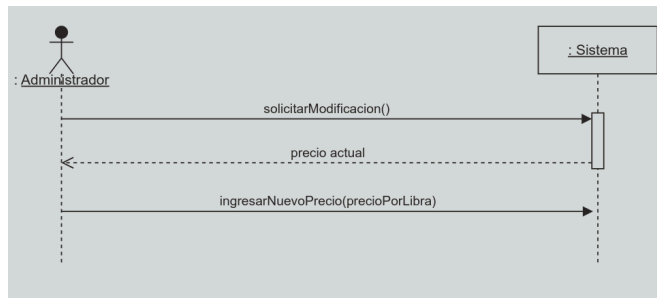 : Sistema
: Administrador
solicitarModificacion()
precio actual
ingresarNuevoPrecio(precioPorLibra)